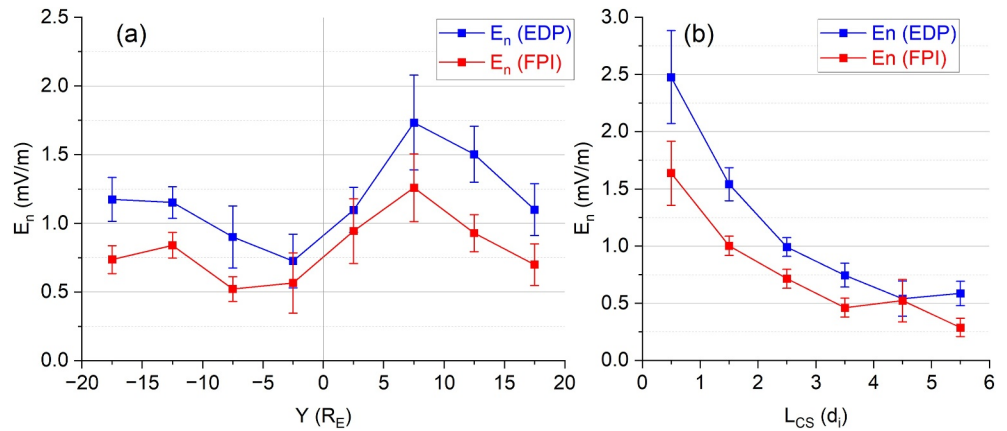 (a)
Eₙ (EDP)
Eₙ (FPI)
2.5
2.0
1.5
1.0
0.5
0.0
Eₙ (mV/m)
−20 −15 −10 −5 0 5 10 15 20
Y (R_E)
(b)
En (EDP)
En (FPI)
3.0
2.5
2.0
1.5
1.0
0.5
0.0
Eₙ (mV/m)
0 1 2 3 4 5 6
L_CS (dᵢ)